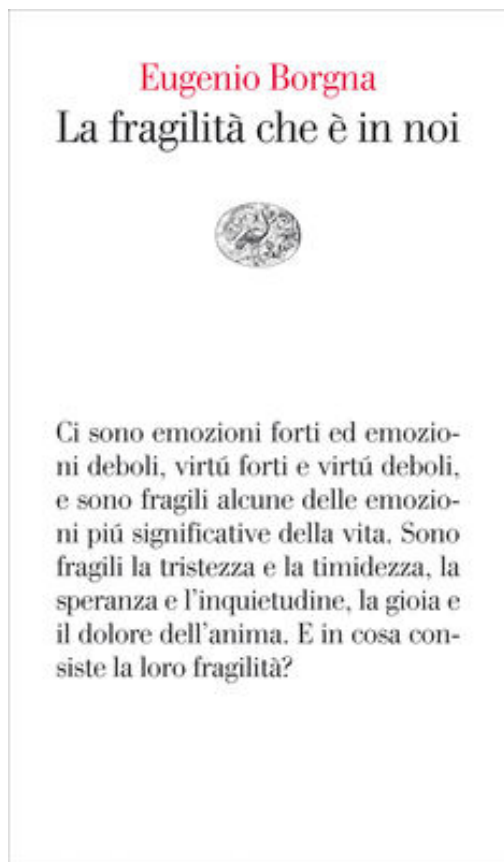 Eugenio Borgna
La fragilità che è in noi
Ci sono emozioni forti ed emozio-
ni deboli, virtú forti e virtú deboli,
e sono fragili alcune delle emozio-
ni piú significative della vita. Sono
fragili la tristezza e la timidezza, la
speranza e l'inquietudine, la gioia e
il dolore dell'anima. E in cosa con-
siste la loro fragilità?